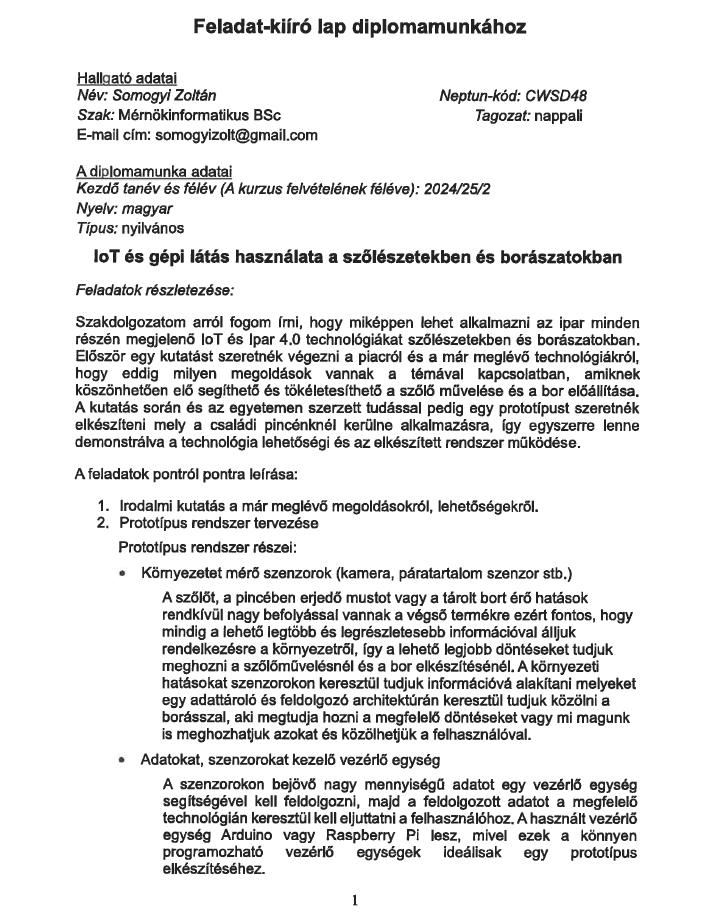 Feladat-kiíró lap diplomamunkához
Hallgató adatai
Név: Somogyi Zoltán Neptun-kód: CWSD48
Szak: Mérnökinformatikus BSc Tagozat: nappali
E-mail cím: somogyizolt@gmail.com
A diplomamunka adatai
Kezdő tanév és félév (A kurzus felvételének féléve): 2024/25/2
Nyelv: magyar
Típus: nyilvános
IoT és gépi látás használata a szőlészetekben és borászatokban
Feladatok részletezése:
Szakdolgozatom arról fogom írni, hogy miképpen lehet alkalmazni az ipar minden
részén megjelenő IoT és Ipar 4.0 technológiákat szőlészetekben és borászatokban.
Először egy kutatást szeretnék végezni a piacról és a már meglévő technológiákról,
hogy eddig milyen megoldások vannak a témával kapcsolatban, amiknek
köszönhetően elő segíthető és tökéletesíthető a szőlő művelése és a bor előállítása.
A kutatás során és az egyetemen szerzett tudással pedig egy prototípust szeretnék
elkészíteni mely a családi pincénknél kerülne alkalmazásra, így egyszerre lenne
demonstrálva a technológia lehetőségi és az elkészített rendszer működése.
A feladatok pontról pontra leírása:
1. Irodalmi kutatás a már meglévő megoldásokról, lehetőségekről.
2. Prototípus rendszer tervezése
Prototípus rendszer részei:
• Környezetet mérő szenzorok (kamera, páratartalom szenzor stb.)
A szőlőt, a pincében erjedő mustot vagy a tárolt bort érő hatások
rendkívül nagy befolyással vannak a végső termékre ezért fontos, hogy
mindig a lehető legtöbb és legrészletesebb információval álljuk
rendelkezésre a környezetről, így a lehető legjobb döntéseket tudjuk
meghozni a szőlőművelésnél és a bor elkészítésénél. A környezeti
hatásokat szenzorokon keresztül tudjuk információvá alakítani melyeket
egy adattároló és feldolgozó architektúrán keresztül tudjuk közölni a
borásszal, aki megtudja hozni a megfelelő döntéseket vagy mi magunk
is meghozhatjuk azokat és közölhetjük a felhasználóval.
• Adatokat, szenzorokat kezelő vezérlő egység
A szenzorokon bejövő nagy mennyiségű adatot egy vezérlő egység
segítségével kell feldolgozni, majd a feldolgozott adatot a megfelelő
technológián keresztül kell eljuttatni a felhasználóhoz. A használt vezérlő
egység Arduino vagy Raspberry Pi lesz, mivel ezek a könnyen
programozható vezérlő egységek ideálisak egy prototípus
elkészítéséhez.
1